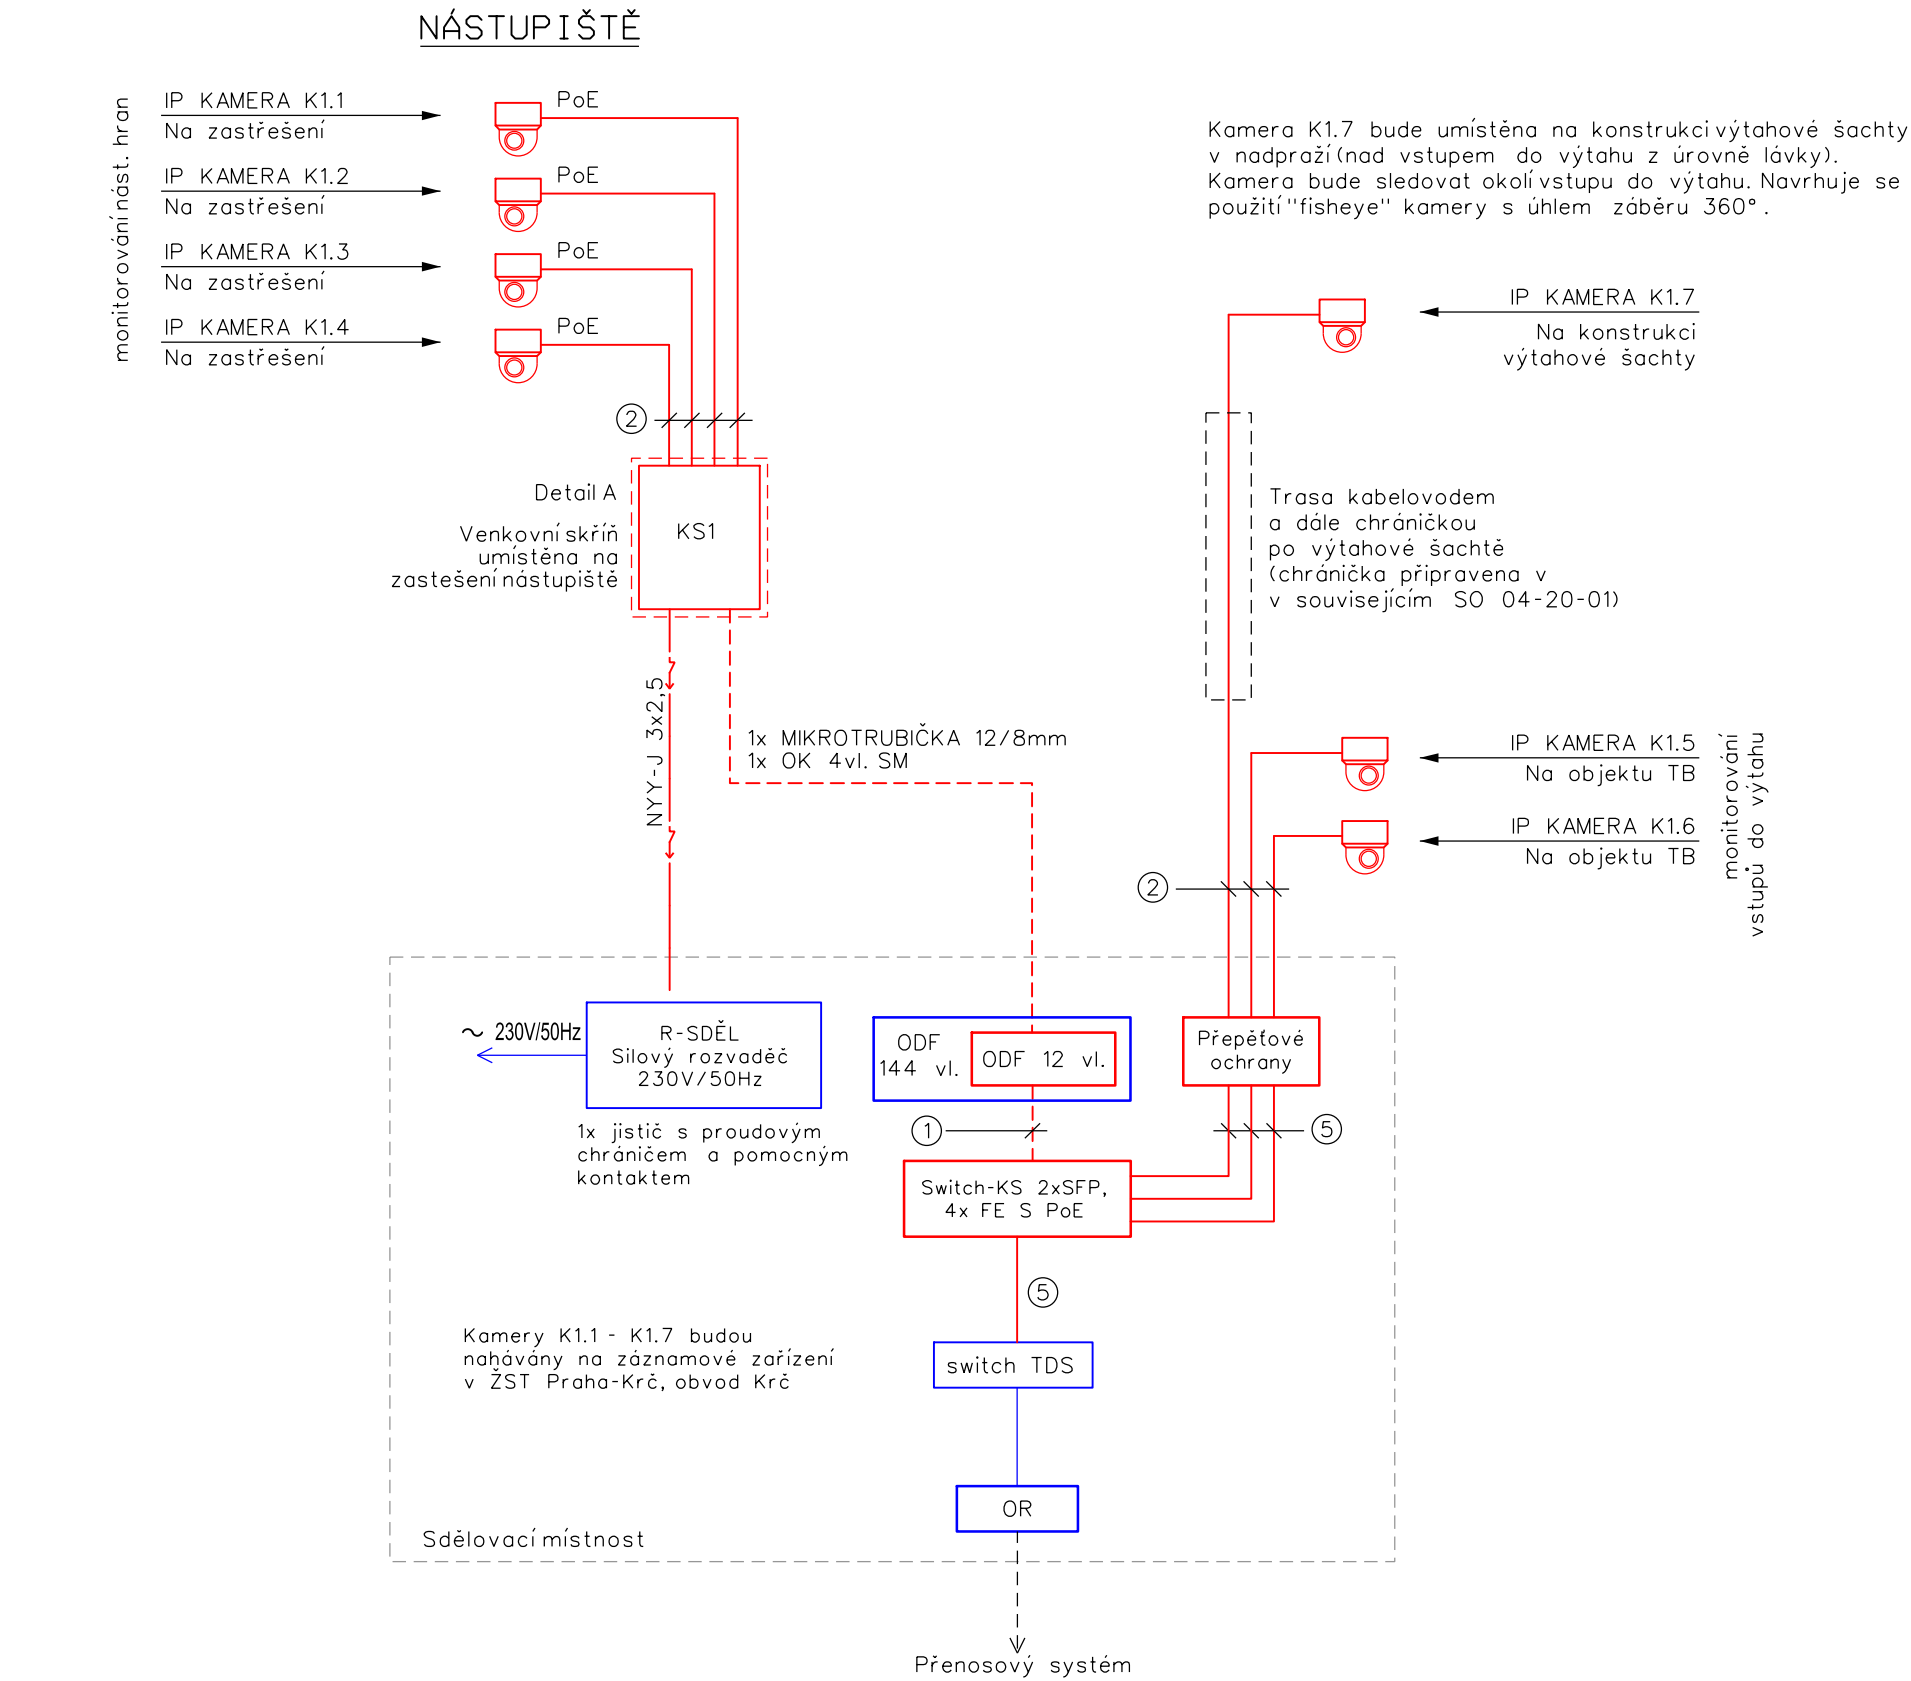 NÁSTUPIŠTĚ
monitorování nást. hran
IP KAMERA K1.1
Na zastřešení
PoE
IP KAMERA K1.2
Na zastřešení
PoE
IP KAMERA K1.3
Na zastřešení
PoE
IP KAMERA K1.4
Na zastřešení
PoE
Kamera K1.7 bude umístěna na konstrukci výtahové šachty
v nadpraží (nad vstupem do výtahu z úrovně lávky).
Kamera bude sledovat okolí vstupu do výtahu. Navrhuje se
použití "fisheye" kamery s úhlem záběru 360°.
IP KAMERA K1.7
Na konstrukci
výtahové šachty
2
Detail A
Venkovní skříň
umístěna na
zastešení nástupiště
KS1
Trasa kabelovodem
a dále chráničkou
po výtahové šachtě
(chránička připravena v
v souvisejícím SO 04-20-01)
NYY-J 3x2,5
1x MIKROTRUBIČKA 12/8mm
1x OK 4vl. SM
IP KAMERA K1.5
Na objektu TB
IP KAMERA K1.6
Na objektu TB
monitorování
vstupů do výtahu
2
~ 230V/50Hz
R-SDĚL
Silový rozvaděč
230V/50Hz
ODF
144 vl.
ODF 12 vl.
Přepěťové
ochrany
1x jistič s proudovým
chráničem a pomocným
kontaktem
1
5
Switch-KS 2xSFP,
4x FE S PoE
5
Kamery K1.1 - K1.7 budou
nahávány na záznamové zařízení
v ŽST Praha-Krč, obvod Krč
switch TDS
OR
Sdělovací místnost
Přenosový systém